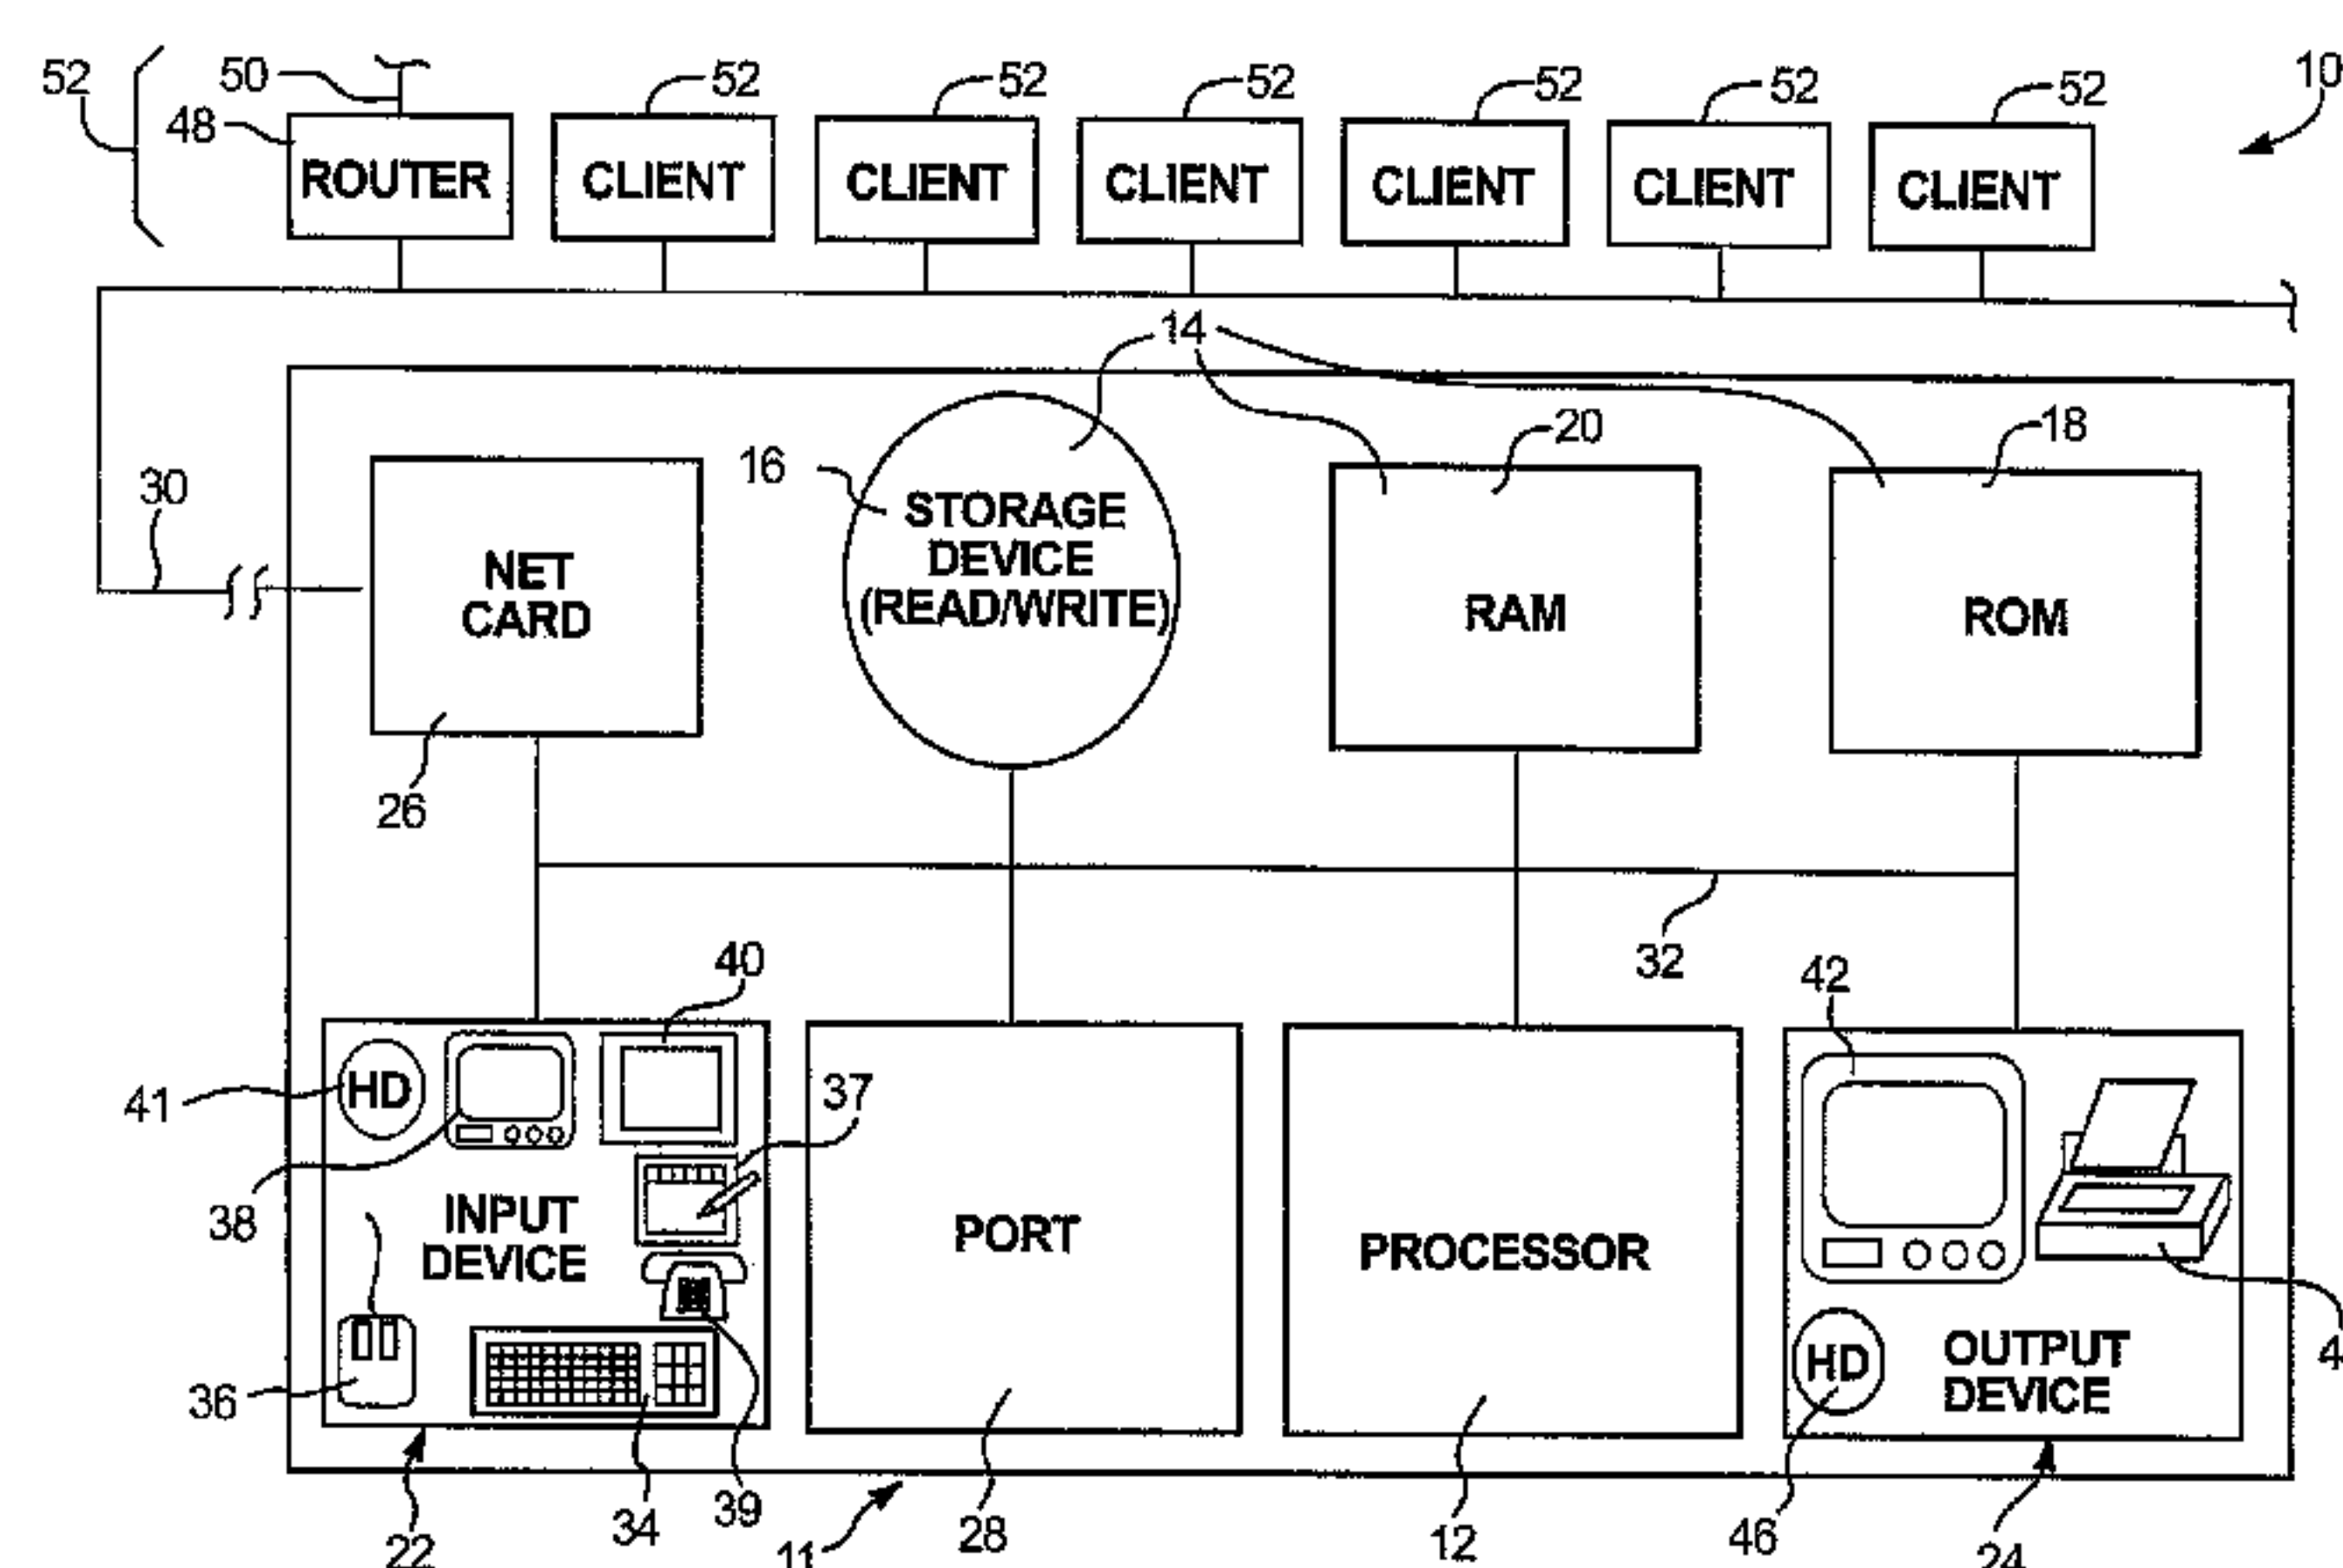 52
50
52
52
52
52
52
52
10
48
ROUTER
CLIENT
CLIENT
CLIENT
CLIENT
CLIENT
CLIENT
14
16
20
18
30
STORAGE
DEVICE
(READ/WRITE)
NET
CARD
RAM
ROM
26
32
40
42
41
HD
37
38
INPUT
DEVICE
PORT
PROCESSOR
36
HD
OUTPUT
DEVICE
22
34
39
11
28
12
46
24